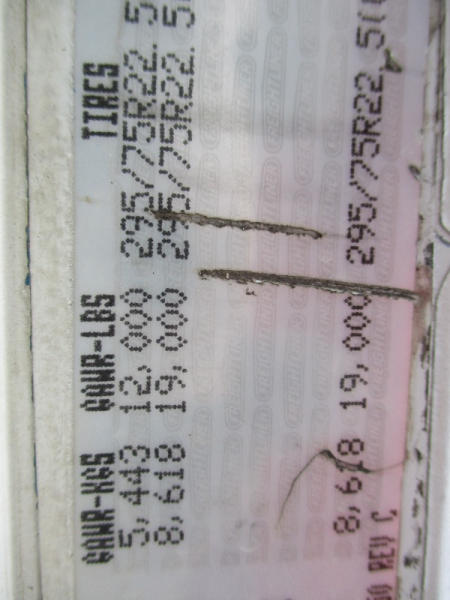 GAWR-KGS GAWR-LBS TIRES
5,443 12,000 295/75R22.5
8,618 19,000 295/75R22.5
8,618 19,000 295/75R22.5(
REV C